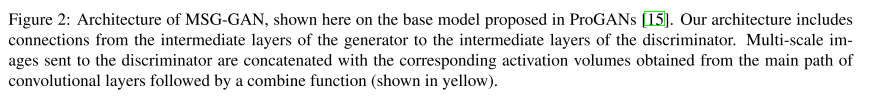 Figure 2: Architecture of MSG-GAN, shown here on the base model proposed in ProGANs [15]. Our architecture includes
connections from the intermediate layers of the generator to the intermediate layers of the discriminator. Multi-scale im-
ages sent to the discriminator are concatenated with the corresponding activation volumes obtained from the main path of
convolutional layers followed by a combine function (shown in yellow).